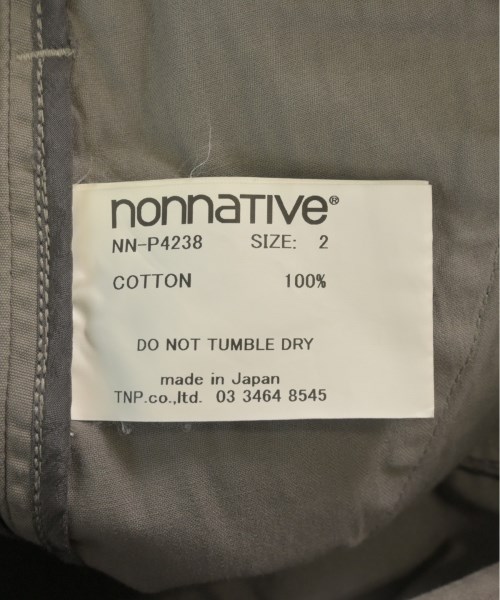 nonnative®
NN-P4238 SIZE: 2
COTTON 100%
DO NOT TUMBLE DRY
made in Japan
TNP.co.,ltd. 03 3464 8545